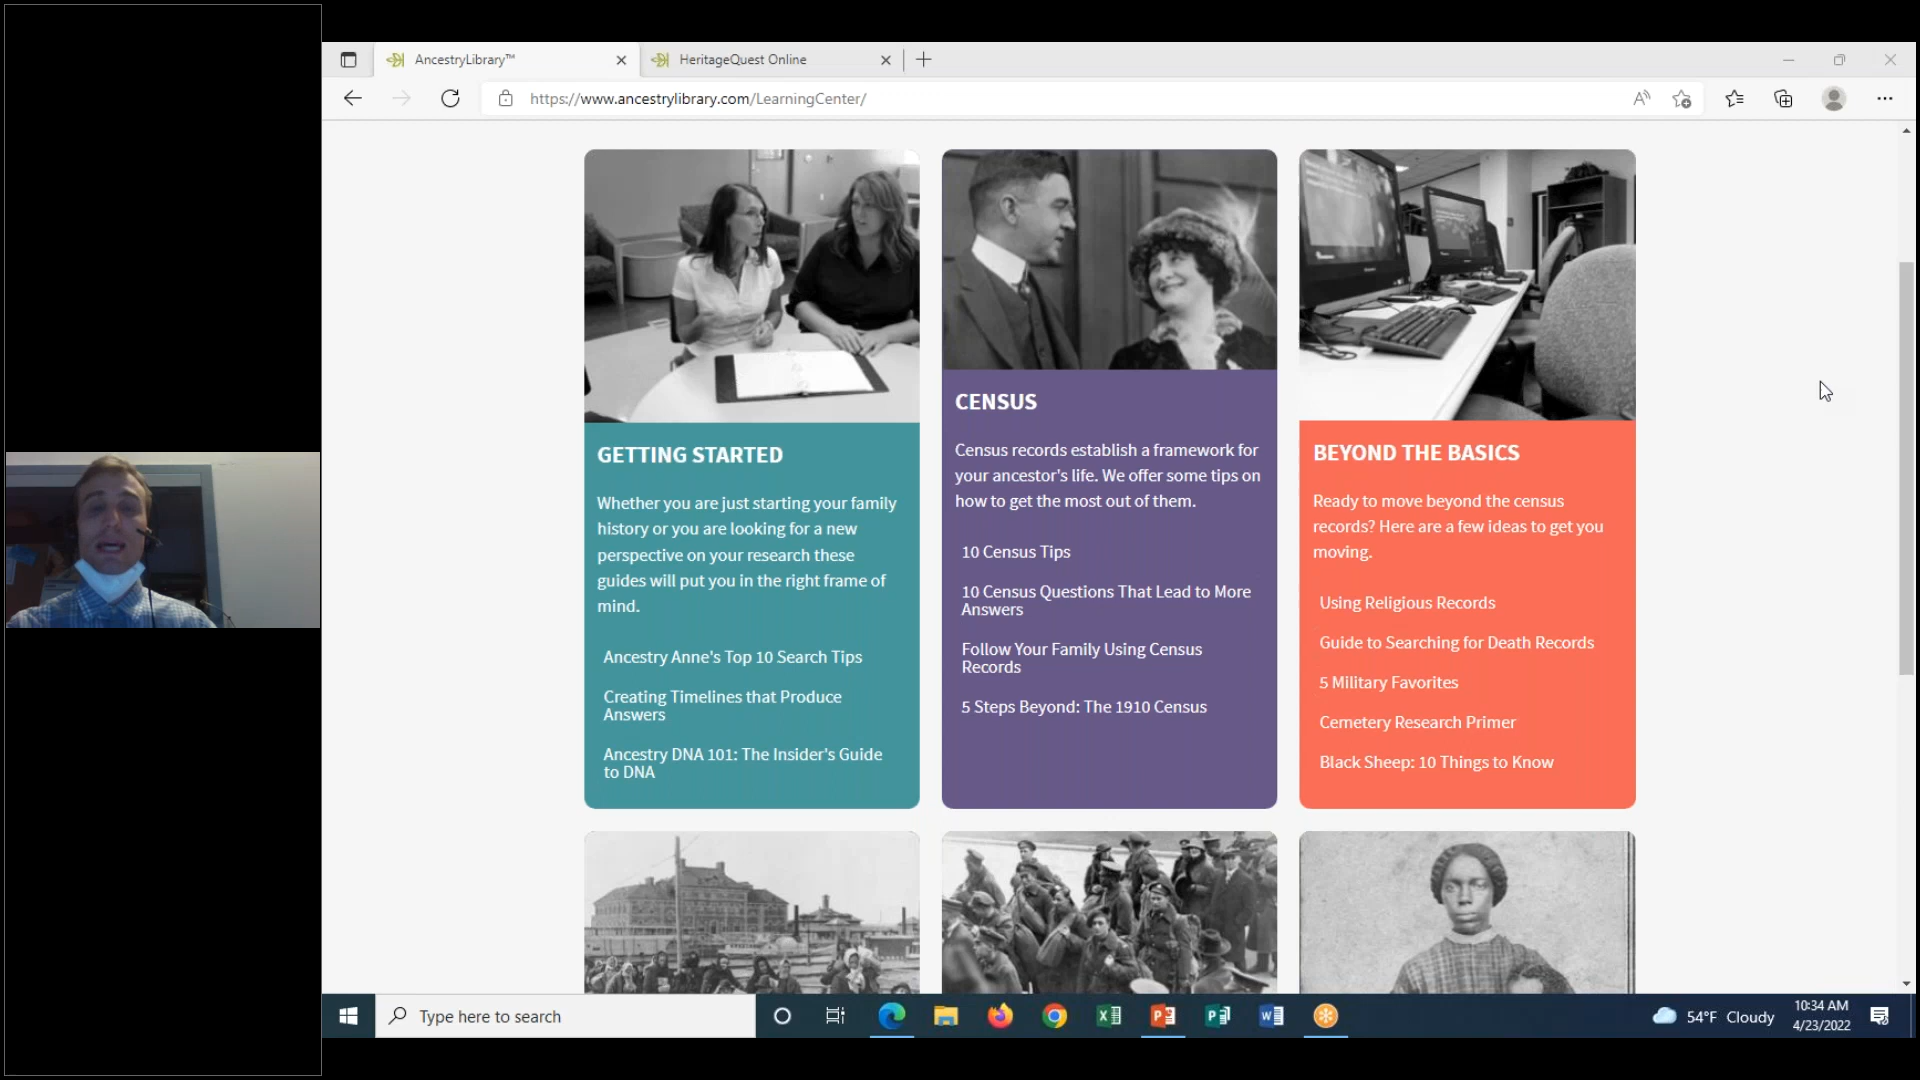 AncestryLibrary™
HeritageQuest Online
https://www.ancestrylibrary.com/LearningCenter/
GETTING STARTED
Whether you are just starting your family
history or you are looking for a new
perspective on your research these
guides will put you in the right frame of
mind.
Ancestry Anne's Top 10 Search Tips
Creating Timelines that Produce
Answers
Ancestry DNA 101: The Insider's Guide
to DNA
CENSUS
Census records establish a framework for
your ancestor's life. We offer some tips on
how to get the most out of them.
10 Census Tips
10 Census Questions That Lead to More
Answers
Follow Your Family Using Census
Records
5 Steps Beyond: The 1910 Census
BEYOND THE BASICS
Ready to move beyond the census
records? Here are a few ideas to get you
moving.
Using Religious Records
Guide to Searching for Death Records
5 Military Favorites
Cemetery Research Primer
Black Sheep: 10 Things to Know
Type here to search
54°F Cloudy
10:34 AM
4/23/2022